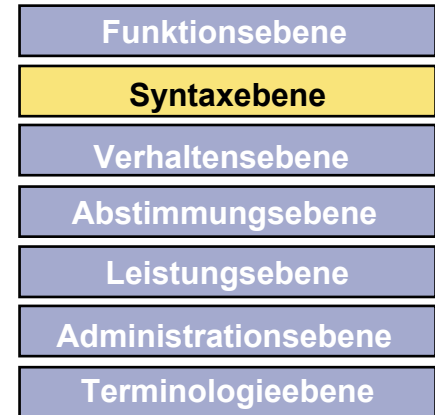 Funktionsebene
Syntaxebene
Verhaltensebene
Abstimmungsebene
Leistungsebene
Administrationsebene
Terminologieebene